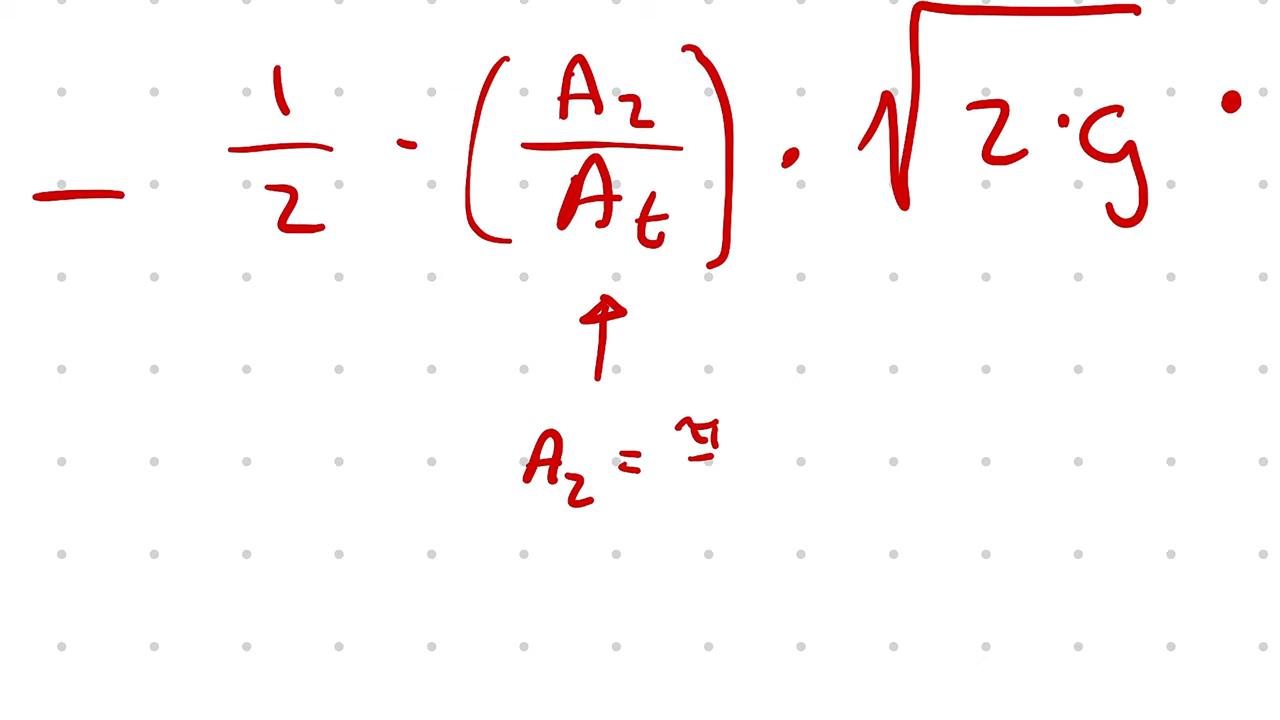 - 1/2 · (A₂/Aₜ) · √(2·g) ·
↑
A₂ = π